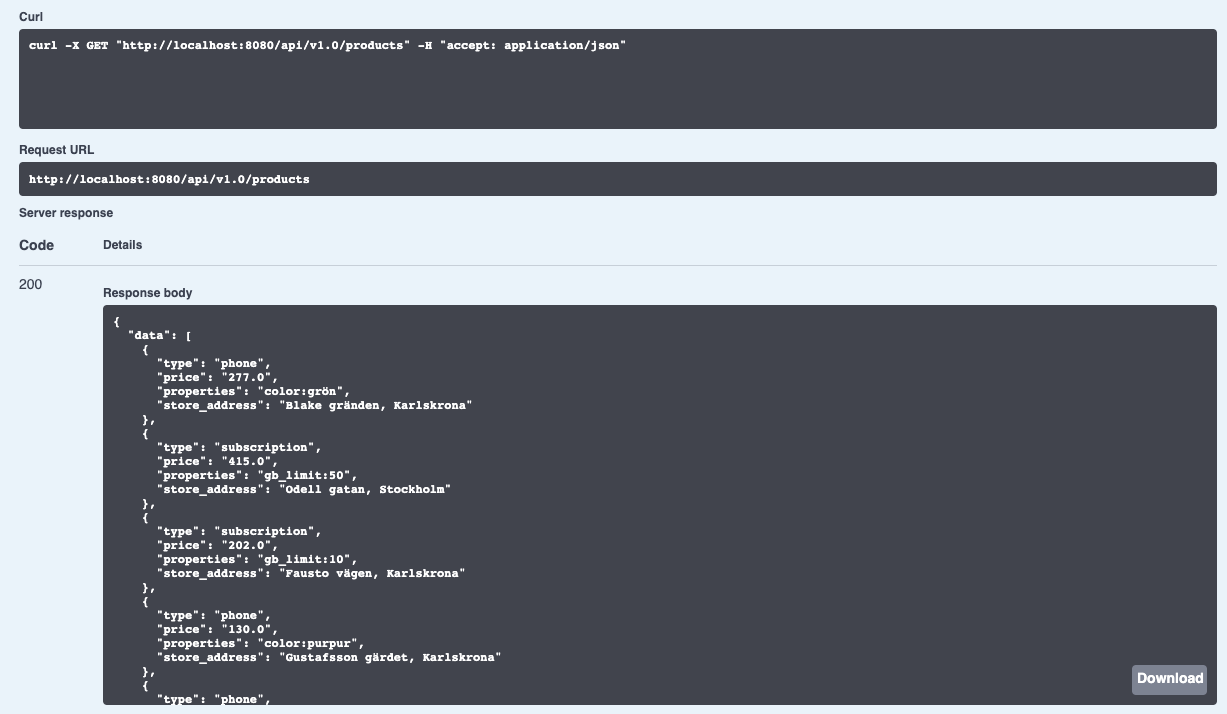 Curl
curl -X GET "http://localhost:8080/api/v1.0/products" -H "accept: application/json"
Request URL
http://localhost:8080/api/v1.0/products
Server response
Code Details
200
Response body
{
  "data": [
    {
      "type": "phone",
      "price": "277.0",
      "properties": "color:grön",
      "store_address": "Blake gränden, Karlskrona"
    },
    {
      "type": "subscription",
      "price": "415.0",
      "properties": "gb_limit:50",
      "store_address": "Odell gatan, Stockholm"
    },
    {
      "type": "subscription",
      "price": "202.0",
      "properties": "gb_limit:10",
      "store_address": "Fausto vägen, Karlskrona"
    },
    {
      "type": "phone",
      "price": "130.0",
      "properties": "color:purpur",
      "store_address": "Gustafsson gärdet, Karlskrona"
    },
    {
      "type": "phone",
Download